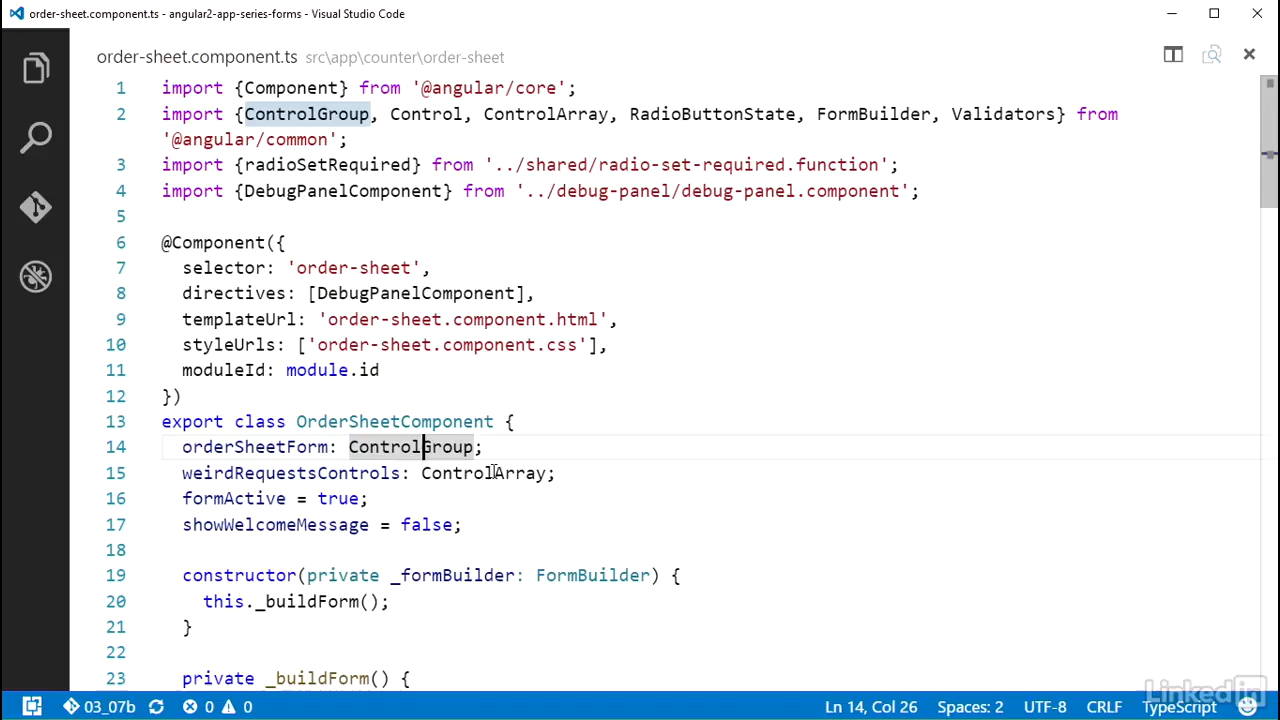 order-sheet.component.ts - angular2-app-series-forms - Visual Studio Code
order-sheet.component.ts src\app\counter\order-sheet
1 import {Component} from '@angular/core';
2 import {ControlGroup, Control, ControlArray, RadioButtonState, FormBuilder, Validators} from
'@angular/common';
3 import {radioSetRequired} from '../shared/radio-set-required.function';
4 import {DebugPanelComponent} from '../debug-panel/debug-panel.component';
5
6 @Component({
7 selector: 'order-sheet',
8 directives: [DebugPanelComponent],
9 templateUrl: 'order-sheet.component.html',
10 styleUrls: ['order-sheet.component.css'],
11 moduleId: module.id
12 })
13 export class OrderSheetComponent {
14 orderSheetForm: ControlGroup;
15 weirdRequestsControls: ControlArray;
16 formActive = true;
17 showWelcomeMessage = false;
18
19 constructor(private _formBuilder: FormBuilder) {
20 this._buildForm();
21 }
22
23 private _buildForm() {
03_07b 0 0 Ln 14, Col 26 Spaces: 2 UTF-8 CRLF TypeScript
Linked in